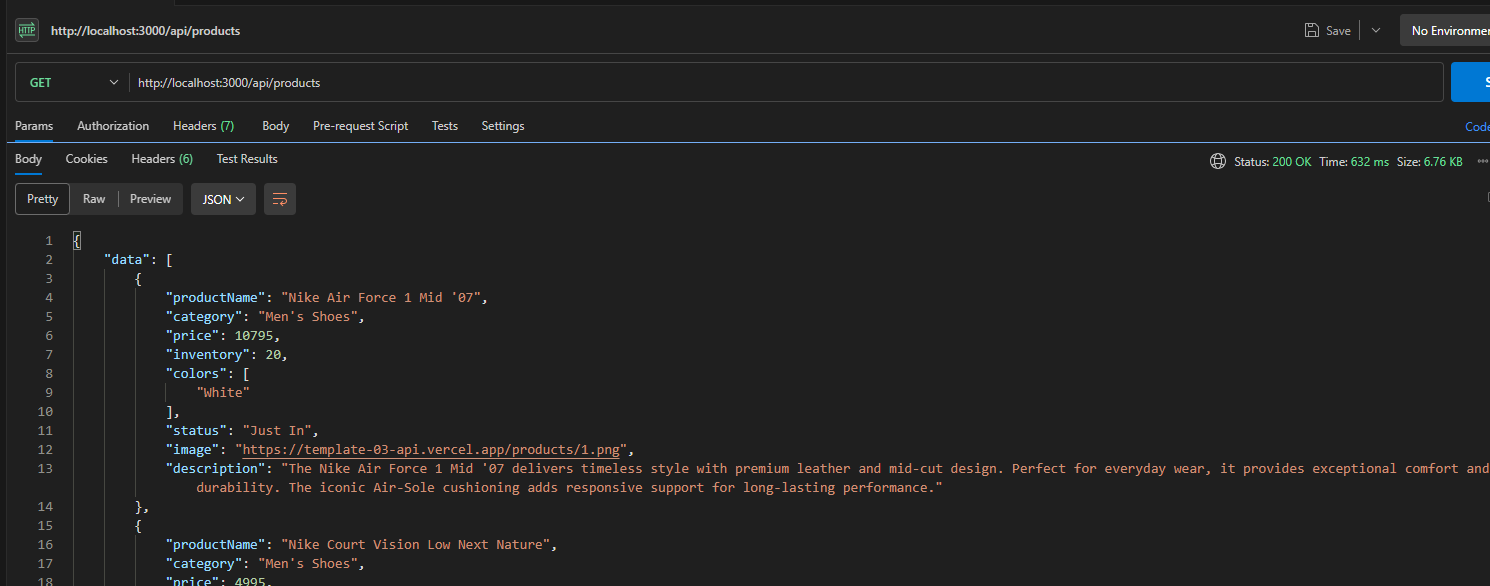 HTTP http://localhost:3000/api/products Save No Environmen
GET http://localhost:3000/api/products S
Params Authorization Headers (7) Body Pre-request Script Tests Settings Code
Body Cookies Headers (6) Test Results Status: 200 OK Time: 632 ms Size: 6.76 KB
Pretty Raw Preview JSON
1 {
2 "data": [
3 {
4 "productName": "Nike Air Force 1 Mid '07",
5 "category": "Men's Shoes",
6 "price": 10795,
7 "inventory": 20,
8 "colors": [
9 "White"
10 ],
11 "status": "Just In",
12 "image": "https://template-03-api.vercel.app/products/1.png",
13 "description": "The Nike Air Force 1 Mid '07 delivers timeless style with premium leather and mid-cut design. Perfect for everyday wear, it provides exceptional comfort and
durability. The iconic Air-Sole cushioning adds responsive support for long-lasting performance."
14 },
15 {
16 "productName": "Nike Court Vision Low Next Nature",
17 "category": "Men's Shoes",
18 "price": 4995,